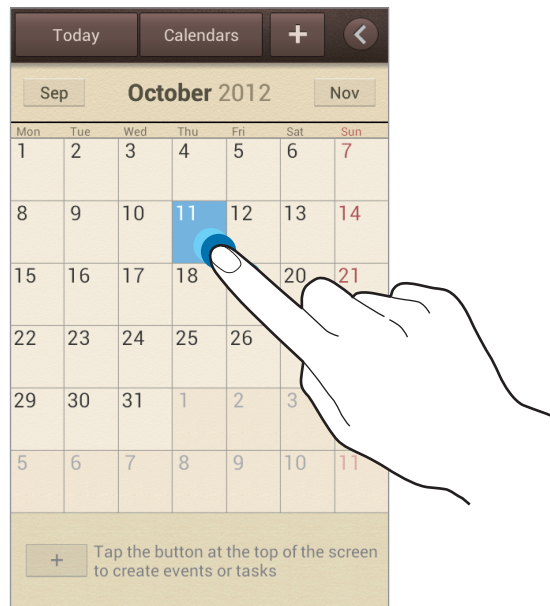 Today Calendars +
Sep October 2012 Nov
Mon Tue Wed Thu Fri Sat Sun
1 2 3 4 5 6 7
8 9 10 11 12 13 14
15 16 17 18 20 21
22 23 24 25 26
29 30 31 1 2 3
5 6 7 8 9 10 11
+ Tap the button at the top of the screen
to create events or tasks